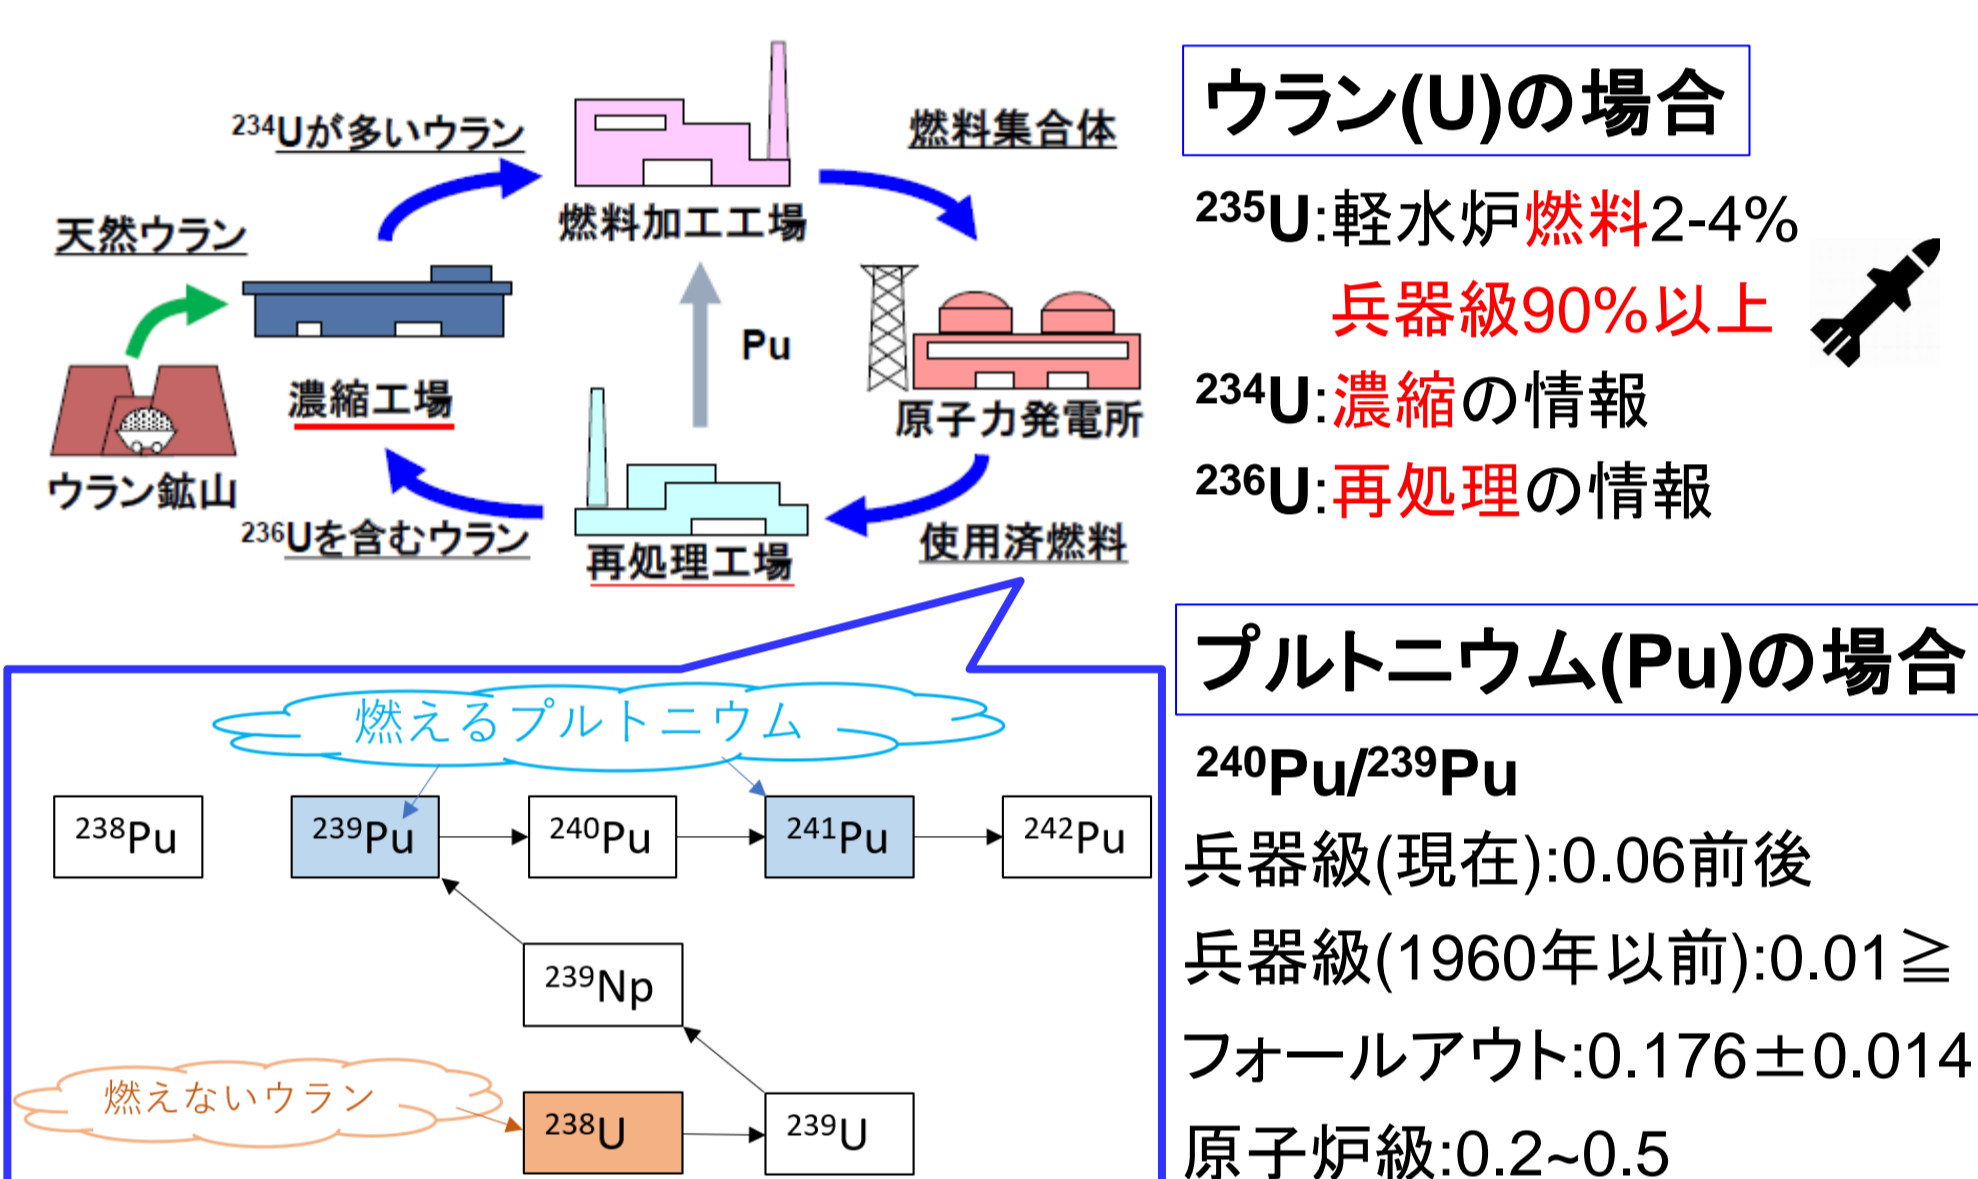 234Uが多いウラン
燃料集合体
天然ウラン
燃料加工工場
Pu
濃縮工場
原子力発電所
ウラン鉱山
236Uを含むウラン
再処理工場
使用済燃料
ウラン(U)の場合
235U:軽水炉燃料2-4%
兵器級90%以上
234U:濃縮の情報
236U:再処理の情報
燃えるプルトニウム
238Pu
239Pu
240Pu
241Pu
242Pu
239Np
燃えないウラン
238U
239U
プルトニウム(Pu)の場合
240Pu/239Pu
兵器級(現在):0.06前後
兵器級(1960年以前):0.01≧
フォールアウト:0.176±0.014
原子炉級:0.2~0.5